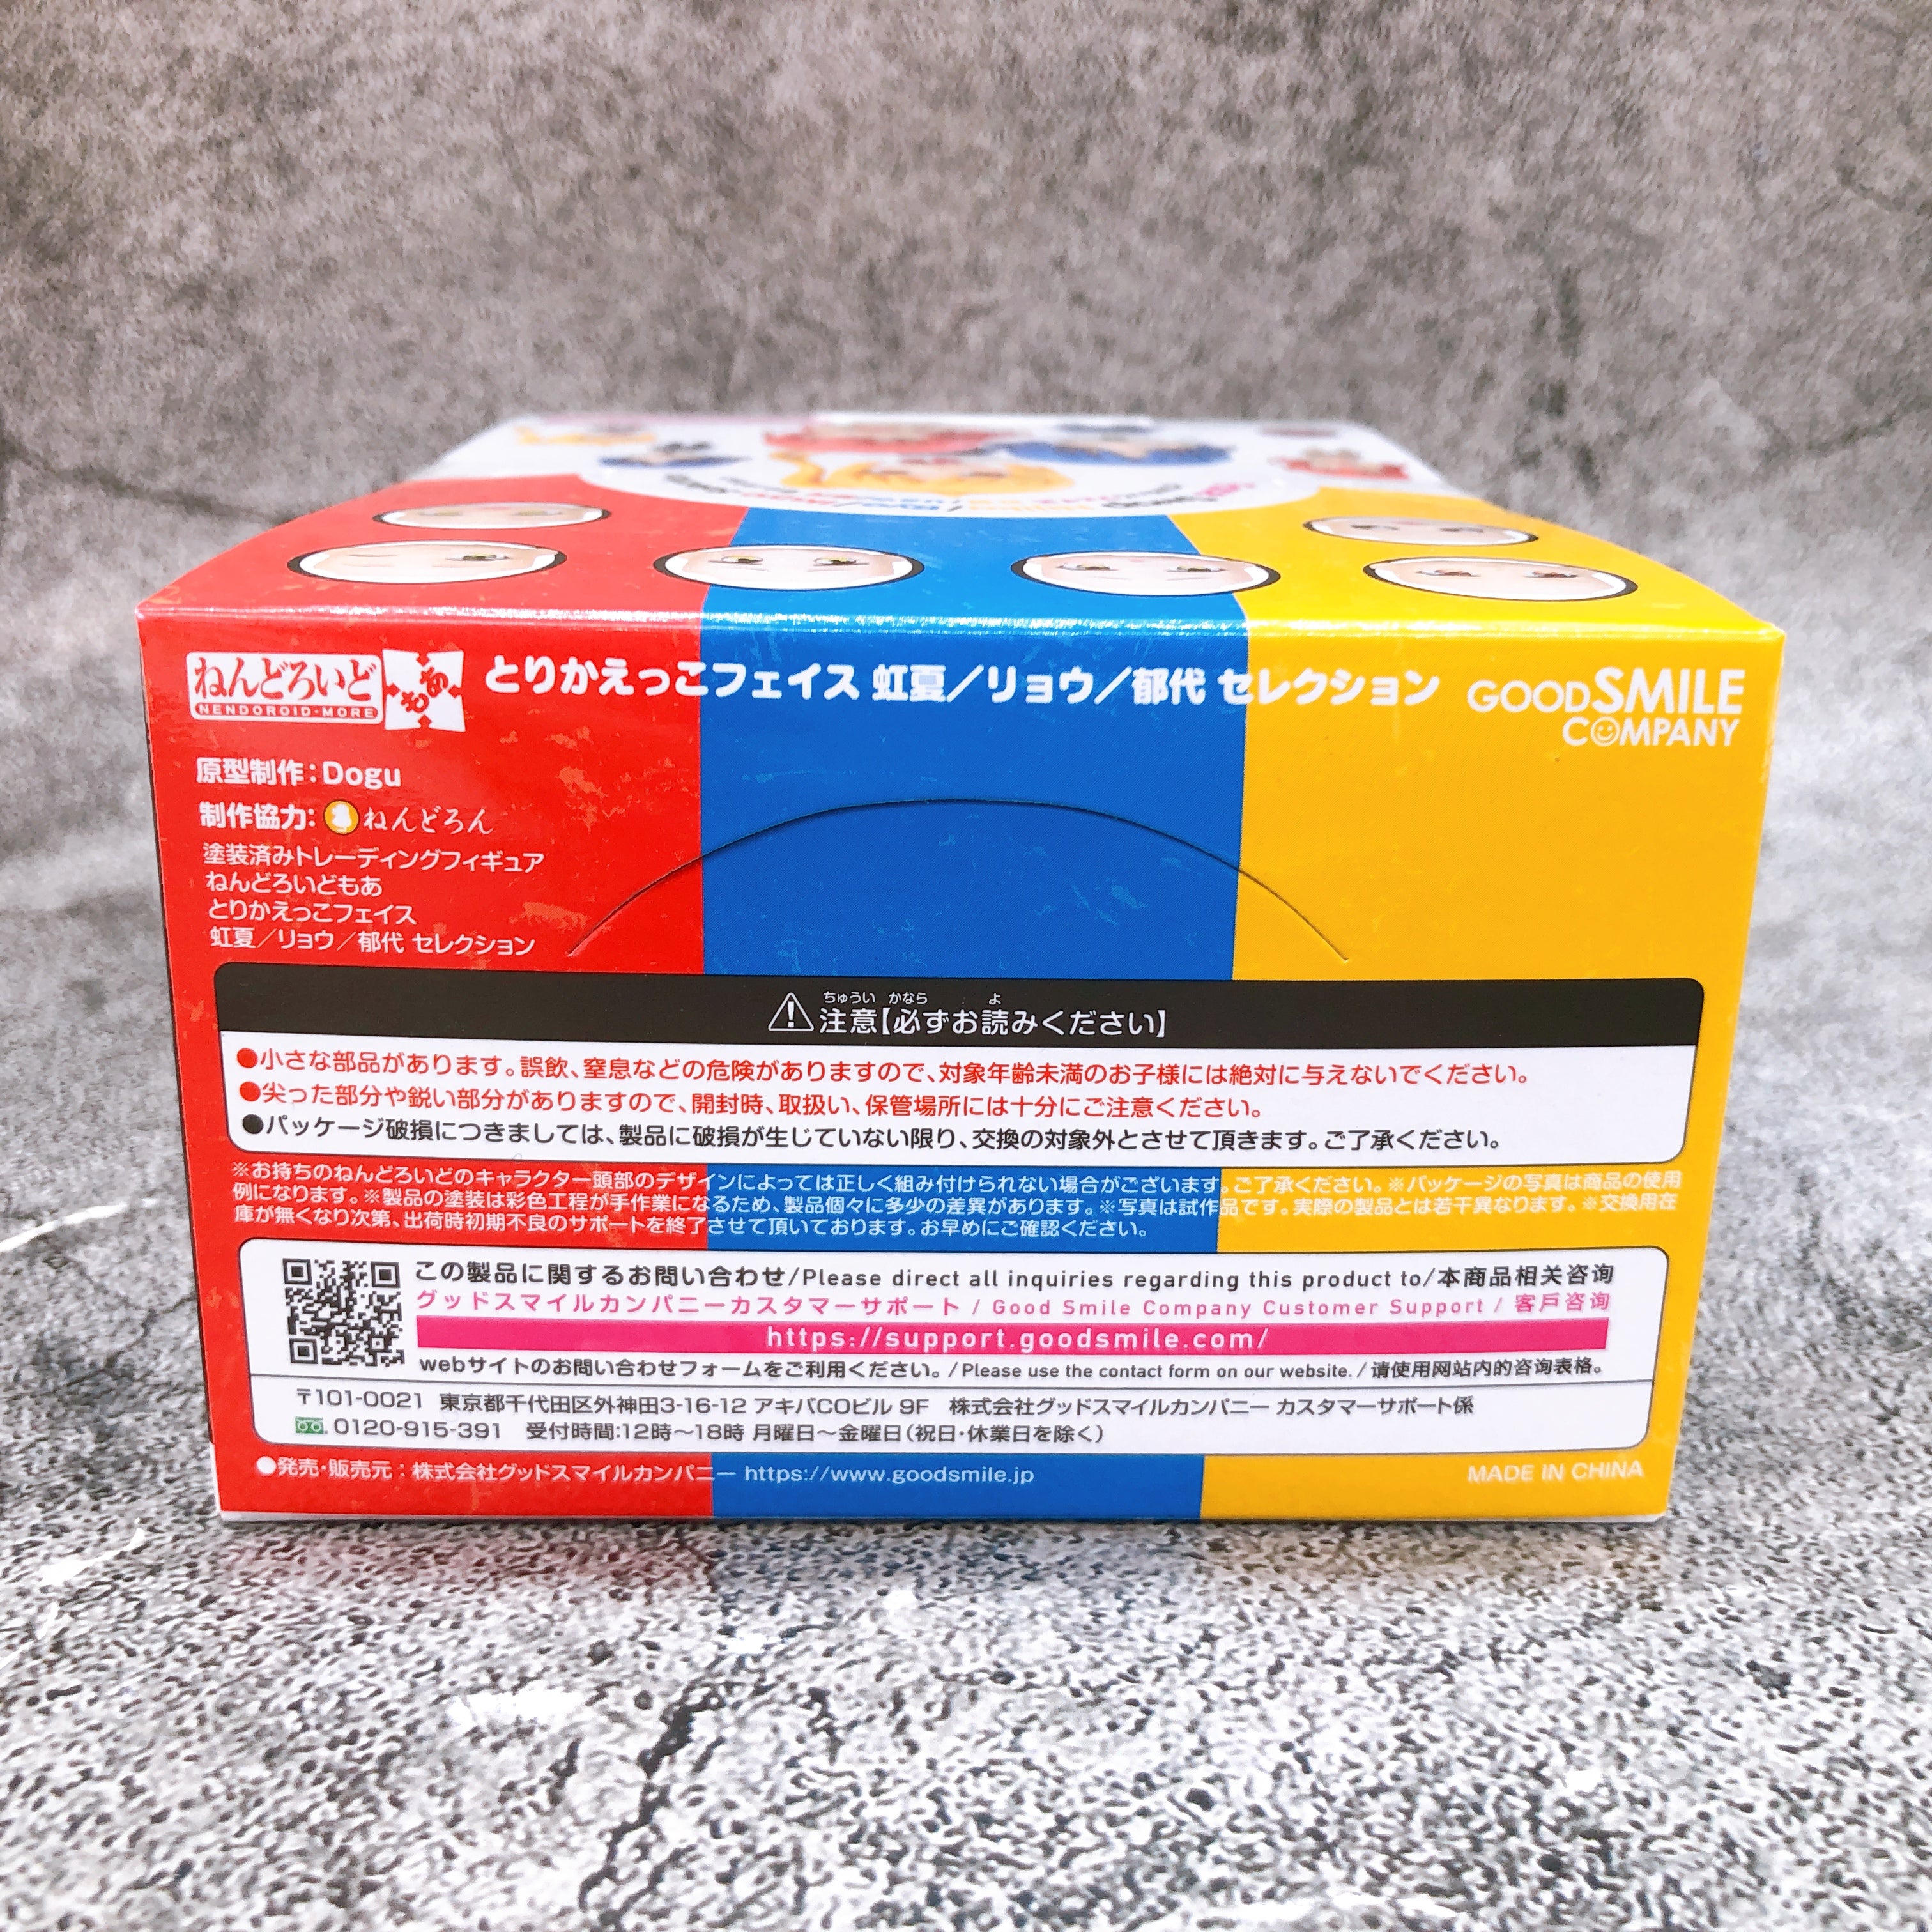 ねんどろいど
NENDOROID・MORE
もあ
とりかえっこフェイス 虹夏／リョウ／郁代 セレクション
GOOD SMILE
COMPANY
原型制作：Dogu
制作協力：ねんどろん
塗装済みトレーディングフィギュア
ねんどろいどもあ
とりかえっこフェイス
虹夏／リョウ／郁代 セレクション
ちゅうい かなら よ
注意【必ずお読みください】
●小さな部品があります。誤飲、窒息などの危険がありますので、対象年齢未満のお子様には絶対に与えないでください。
●尖った部分や鋭い部分がありますので、開封時、取扱い、保管場所には十分にご注意ください。
●パッケージ破損につきましては、製品に破損が生じていない限り、交換の対象外とさせて頂きます。ご了承ください。
※お持ちのねんどろいどのキャラクター頭部のデザインによっては正しく組み付けられない場合がございます。ご了承ください。※パッケージの写真は商品の使用
例になります。※製品の塗装は彩色工程が手作業になるため、製品個々に多少の差異があります。※写真は試作品です。実際の製品とは若干異なります。※交換用在
庫が無くなり次第、出荷時初期不良のサポートを終了させて頂いております。お早めにご確認ください。
この製品に関するお問い合わせ/Please direct all inquiries regarding this product to/本商品相关咨询
グッドスマイルカンパニーカスタマーサポート / Good Smile Company Customer Support / 客戶咨询
https://support.goodsmile.com/
webサイトのお問い合わせフォームをご利用ください。/Please use the contact form on our website./请使用网站内的咨询表格。
〒101-0021 東京都千代田区外神田3-16-12 アキバCOビル 9F 株式会社グッドスマイルカンパニー カスタマーサポート係
0120-915-391 受付時間:12時～18時 月曜日～金曜日(祝日・休業日を除く)
●発売・販売元：株式会社グッドスマイルカンパニー https://www.goodsmile.jp
MADE IN CHINA